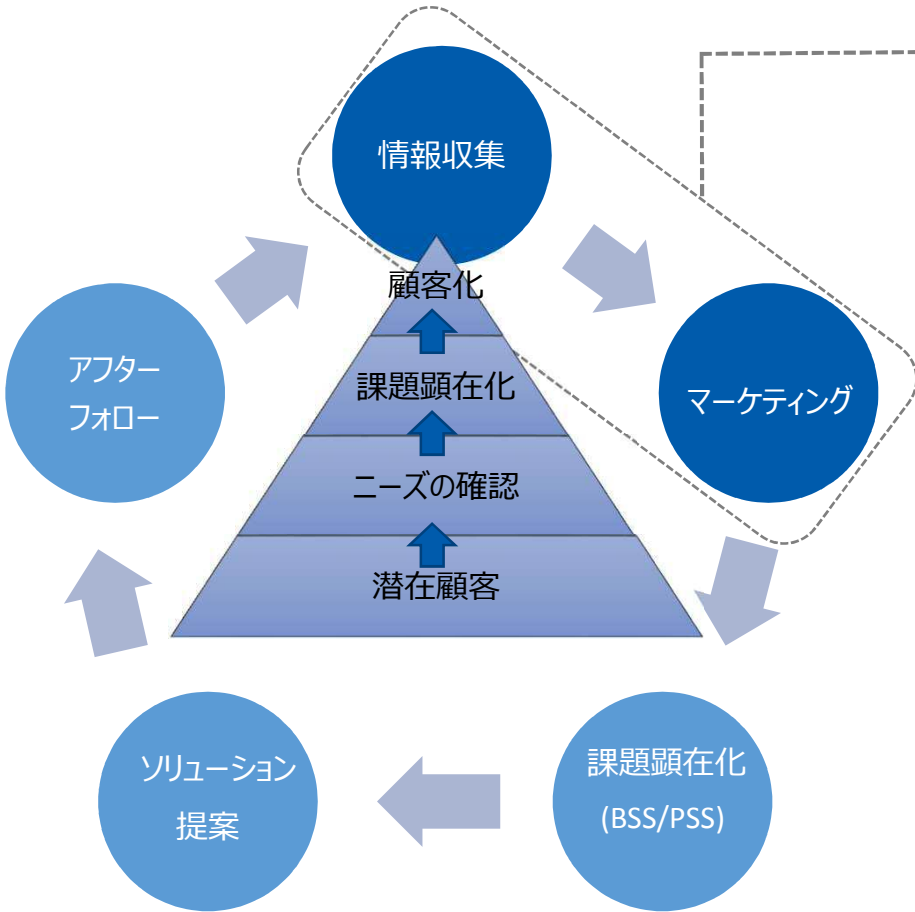 情報収集
顧客化
課題顕在化
ニーズの確認
潜在顧客
マーケティング
課題顕在化
(BSS/PSS)
ソリューション
提案
アフター
フォロー